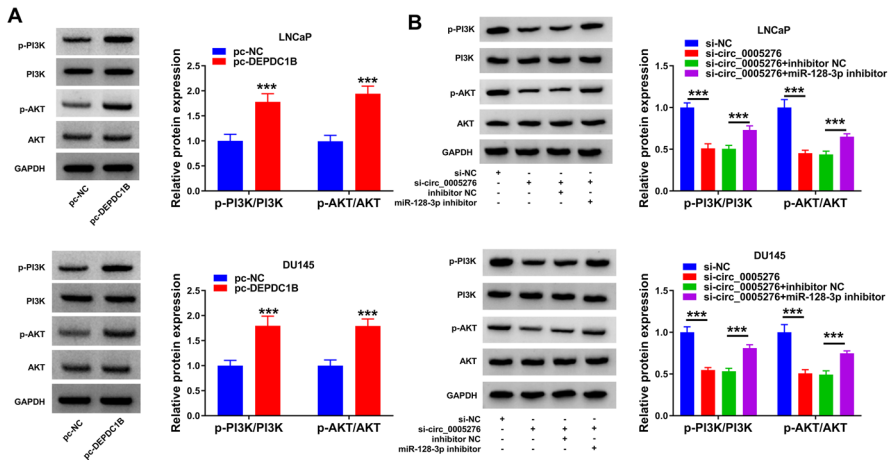 A
p-PI3K
PI3K
p-AKT
AKT
GAPDH
pc-NC
pc-DEPDC1B
LNCaP
pc-NC
pc-DEPDC1B
Relative protein expression
2.5
2.0
1.5
1.0
0.5
0.0
***
***
p-PI3K/PI3K
p-AKT/AKT
p-PI3K
PI3K
p-AKT
AKT
GAPDH
pc-NC
pc-DEPDC1B
DU145
pc-NC
pc-DEPDC1B
Relative protein expression
2.5
2.0
1.5
1.0
0.5
0.0
***
***
p-PI3K/PI3K
p-AKT/AKT
B
p-PI3K
PI3K
p-AKT
AKT
GAPDH
si-NC + - - -
si-circ_0005276 - + + +
inhibitor NC - - + -
miR-128-3p inhibitor - - - +
LNCaP
si-NC
si-circ_0005276
si-circ_0005276+inhibitor NC
si-circ_0005276+miR-128-3p inhibitor
Relative protein expression
1.5
1.0
0.5
0.0
***
***
***
***
p-PI3K/PI3K
p-AKT/AKT
p-PI3K
PI3K
p-AKT
AKT
GAPDH
si-NC + - - -
si-circ_0005276 - + + +
inhibitor NC - - + -
miR-128-3p inhibitor - - - +
DU145
si-NC
si-circ_0005276
si-circ_0005276+inhibitor NC
si-circ_0005276+miR-128-3p inhibitor
Relative protein expression
1.5
1.0
0.5
0.0
***
***
***
***
p-PI3K/PI3K
p-AKT/AKT